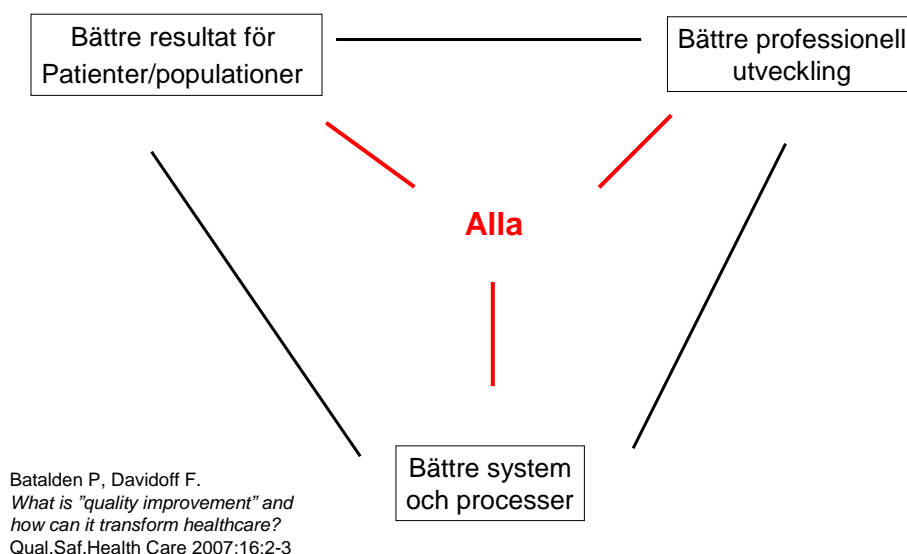 Bättre resultat för
Patienter/populationer
Bättre professionell
utveckling
Alla
Bättre system
och processer
Batalden P, Davidoff F.
What is ”quality improvement” and
how can it transform healthcare?
Qual.Saf.Health Care 2007:16:2-3